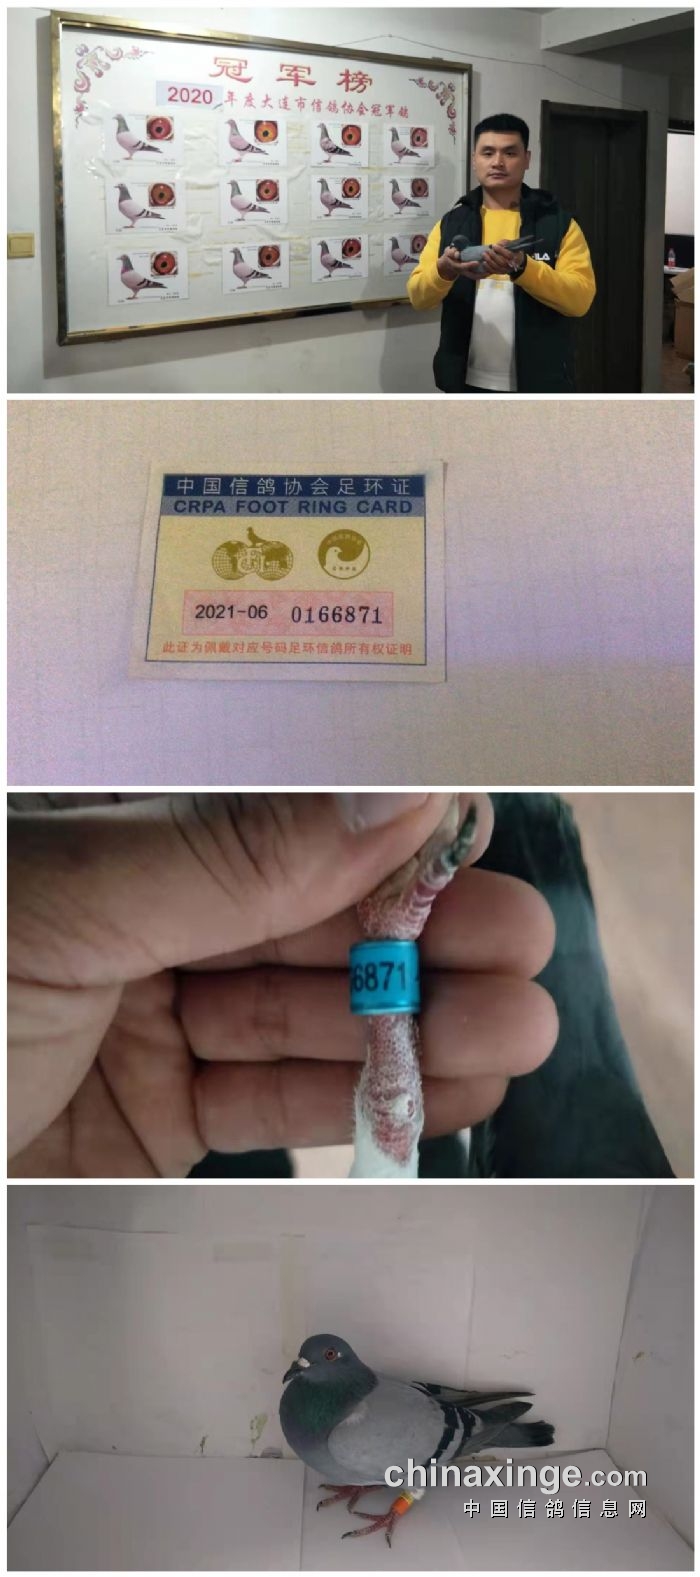 冠军榜
2020年度大连市信鸽协会冠军鸽
中国信鸽协会足环证
CRPA FOOT RING CARD
2021-06 0166871
此证为佩戴对应号码足环信鸽所有权证明
66871
chinaxinge.com
中国信鸽信息网